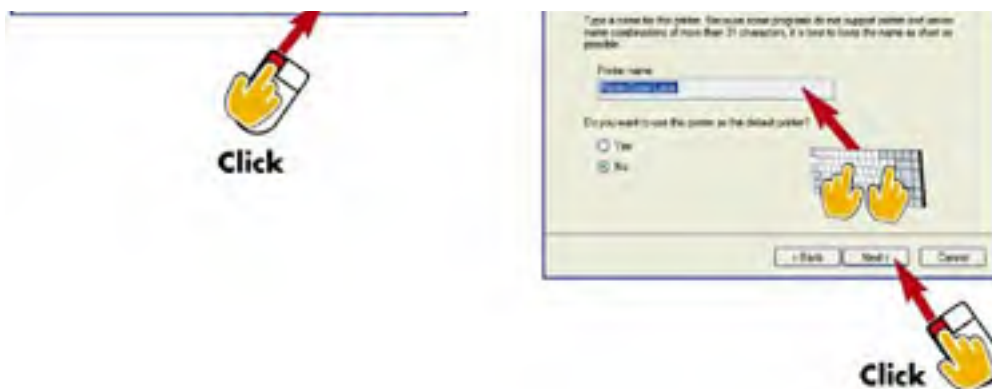 Type a name for this printer. Because some programs do not support printer and server
name combinations of more than 31 characters, it is best to keep the name as short as
possible.
Printer name
Do you want to use this printer as the default printer?
Yes
No
< Back
Next >
Cancel
Click
Click